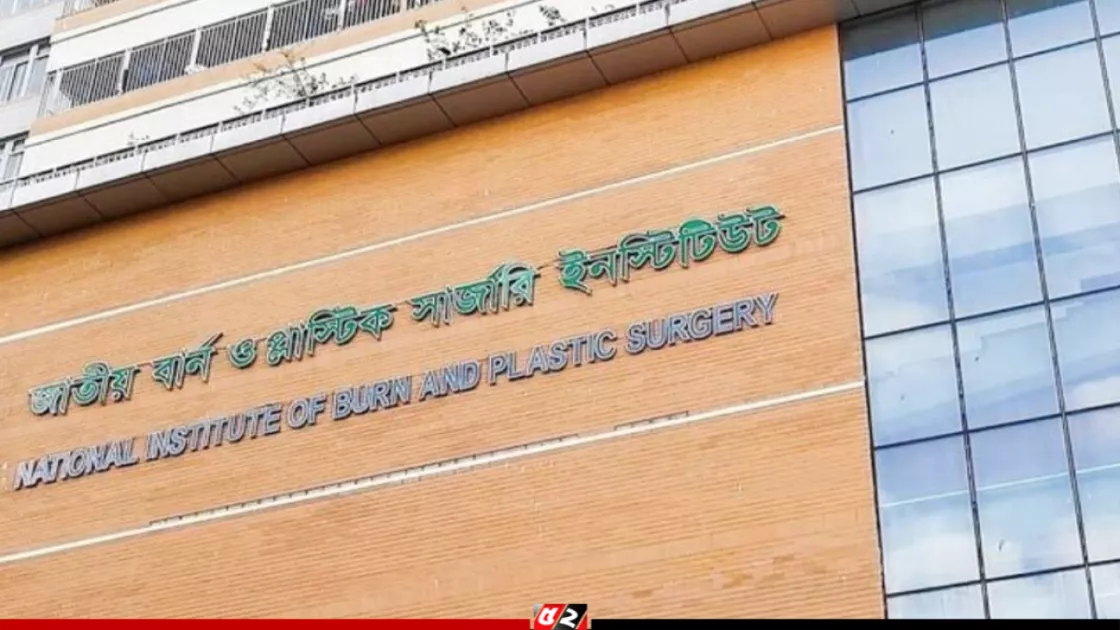 জাতীয় বার্ন ও প্লাস্টিক সার্জারি ইনস্টিটিউট
NATIONAL INSTITUTE OF BURN AND PLASTIC SURGERY